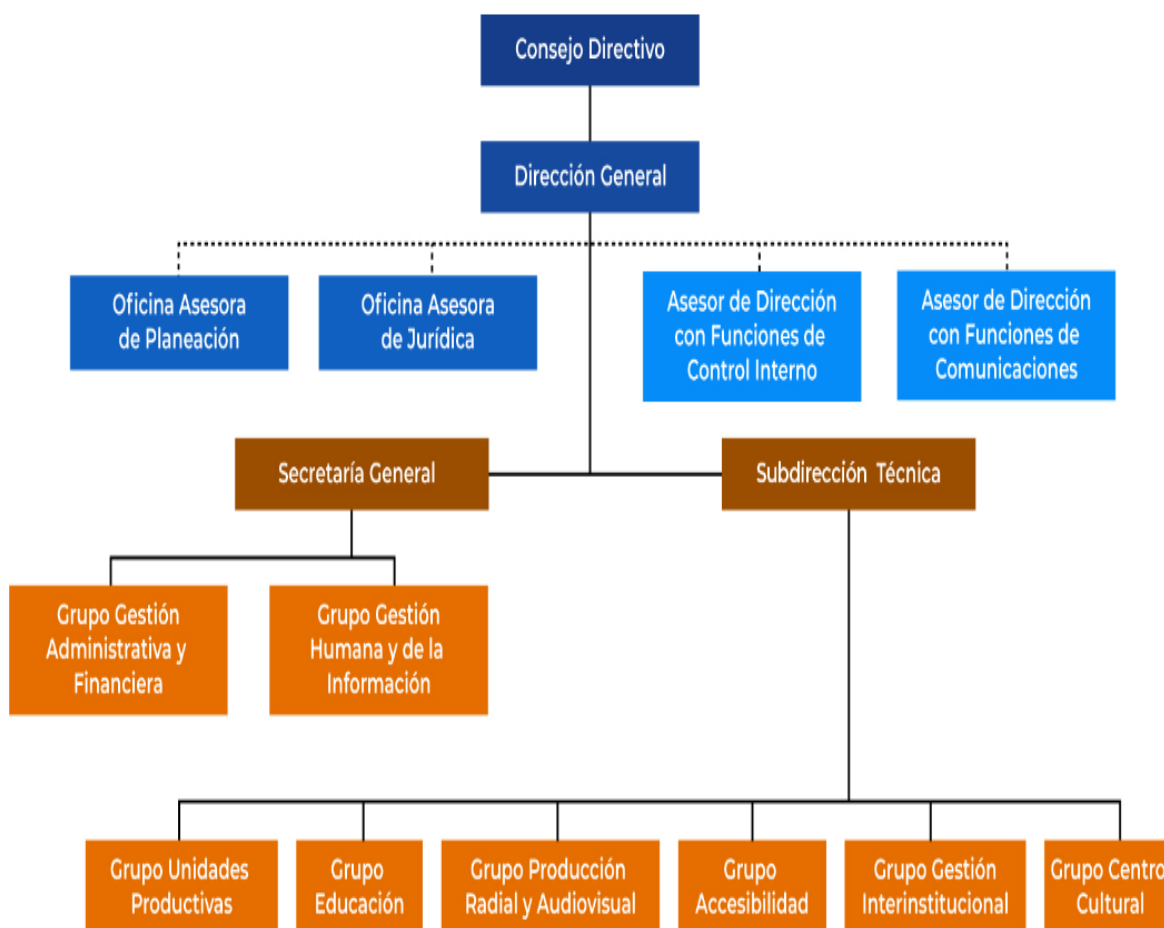 Consejo Directivo
Dirección General
Oficina Asesora
de Planeación
Oficina Asesora
de Jurídica
Asesor de Dirección
con Funciones de
Control Interno
Asesor de Dirección
con Funciones de
Comunicaciones
Secretaría General
Subdirección Técnica
Grupo Gestión
Administrativa y
Financiera
Grupo Gestión
Humana y de la
Información
Grupo Unidades
Productivas
Grupo
Educación
Grupo Producción
Radial y Audiovisual
Grupo
Accesibilidad
Grupo Gestión
Interinstitucional
Grupo Centro
Cultural